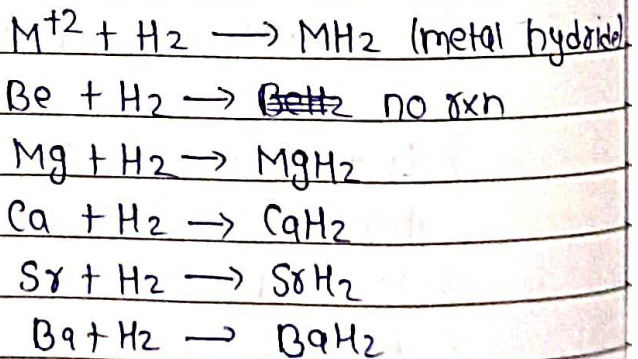 M+2 + H2 → MH2 (metal hydride)
Be + H2 → BeH2 no rxn
Mg + H2 → MgH2
Ca + H2 → CaH2
Sr + H2 → SrH2
Ba + H2 → BaH2